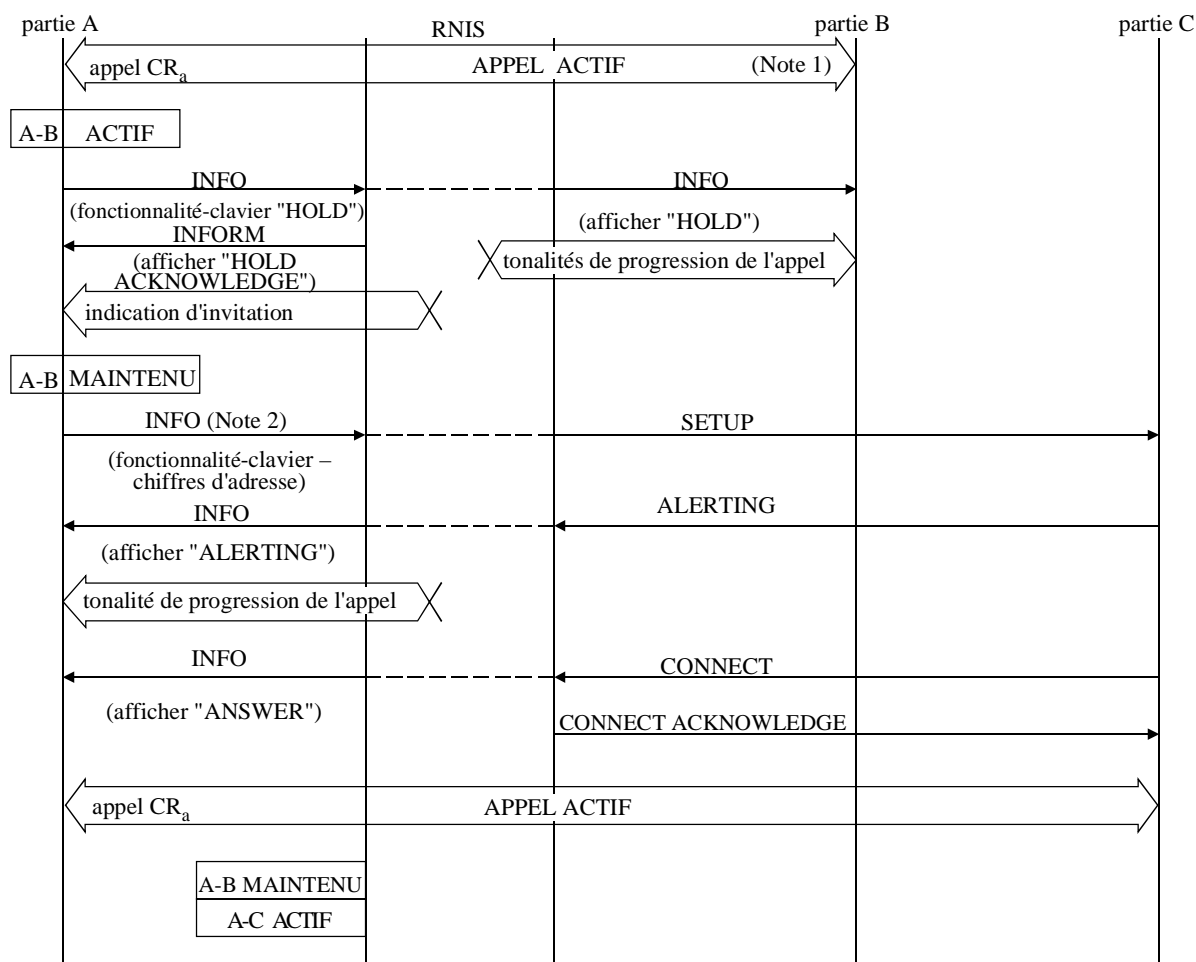 partie A
RNIS
partie B
partie C
appel CRa
APPEL ACTIF
(Note 1)
A-B ACTIF
INFO
INFO
(fonctionnalité-clavier "HOLD")
(afficher "HOLD")
INFORM
(afficher "HOLD
ACKNOWLEDGE")
tonalités de progression de l'appel
indication d'invitation
A-B MAINTENU
INFO (Note 2)
SETUP
(fonctionnalité-clavier –
chiffres d'adresse)
INFO
ALERTING
(afficher "ALERTING")
tonalité de progression de l'appel
INFO
CONNECT
(afficher "ANSWER")
CONNECT ACKNOWLEDGE
appel CRa
APPEL ACTIF
A-B MAINTENU
A-C ACTIF